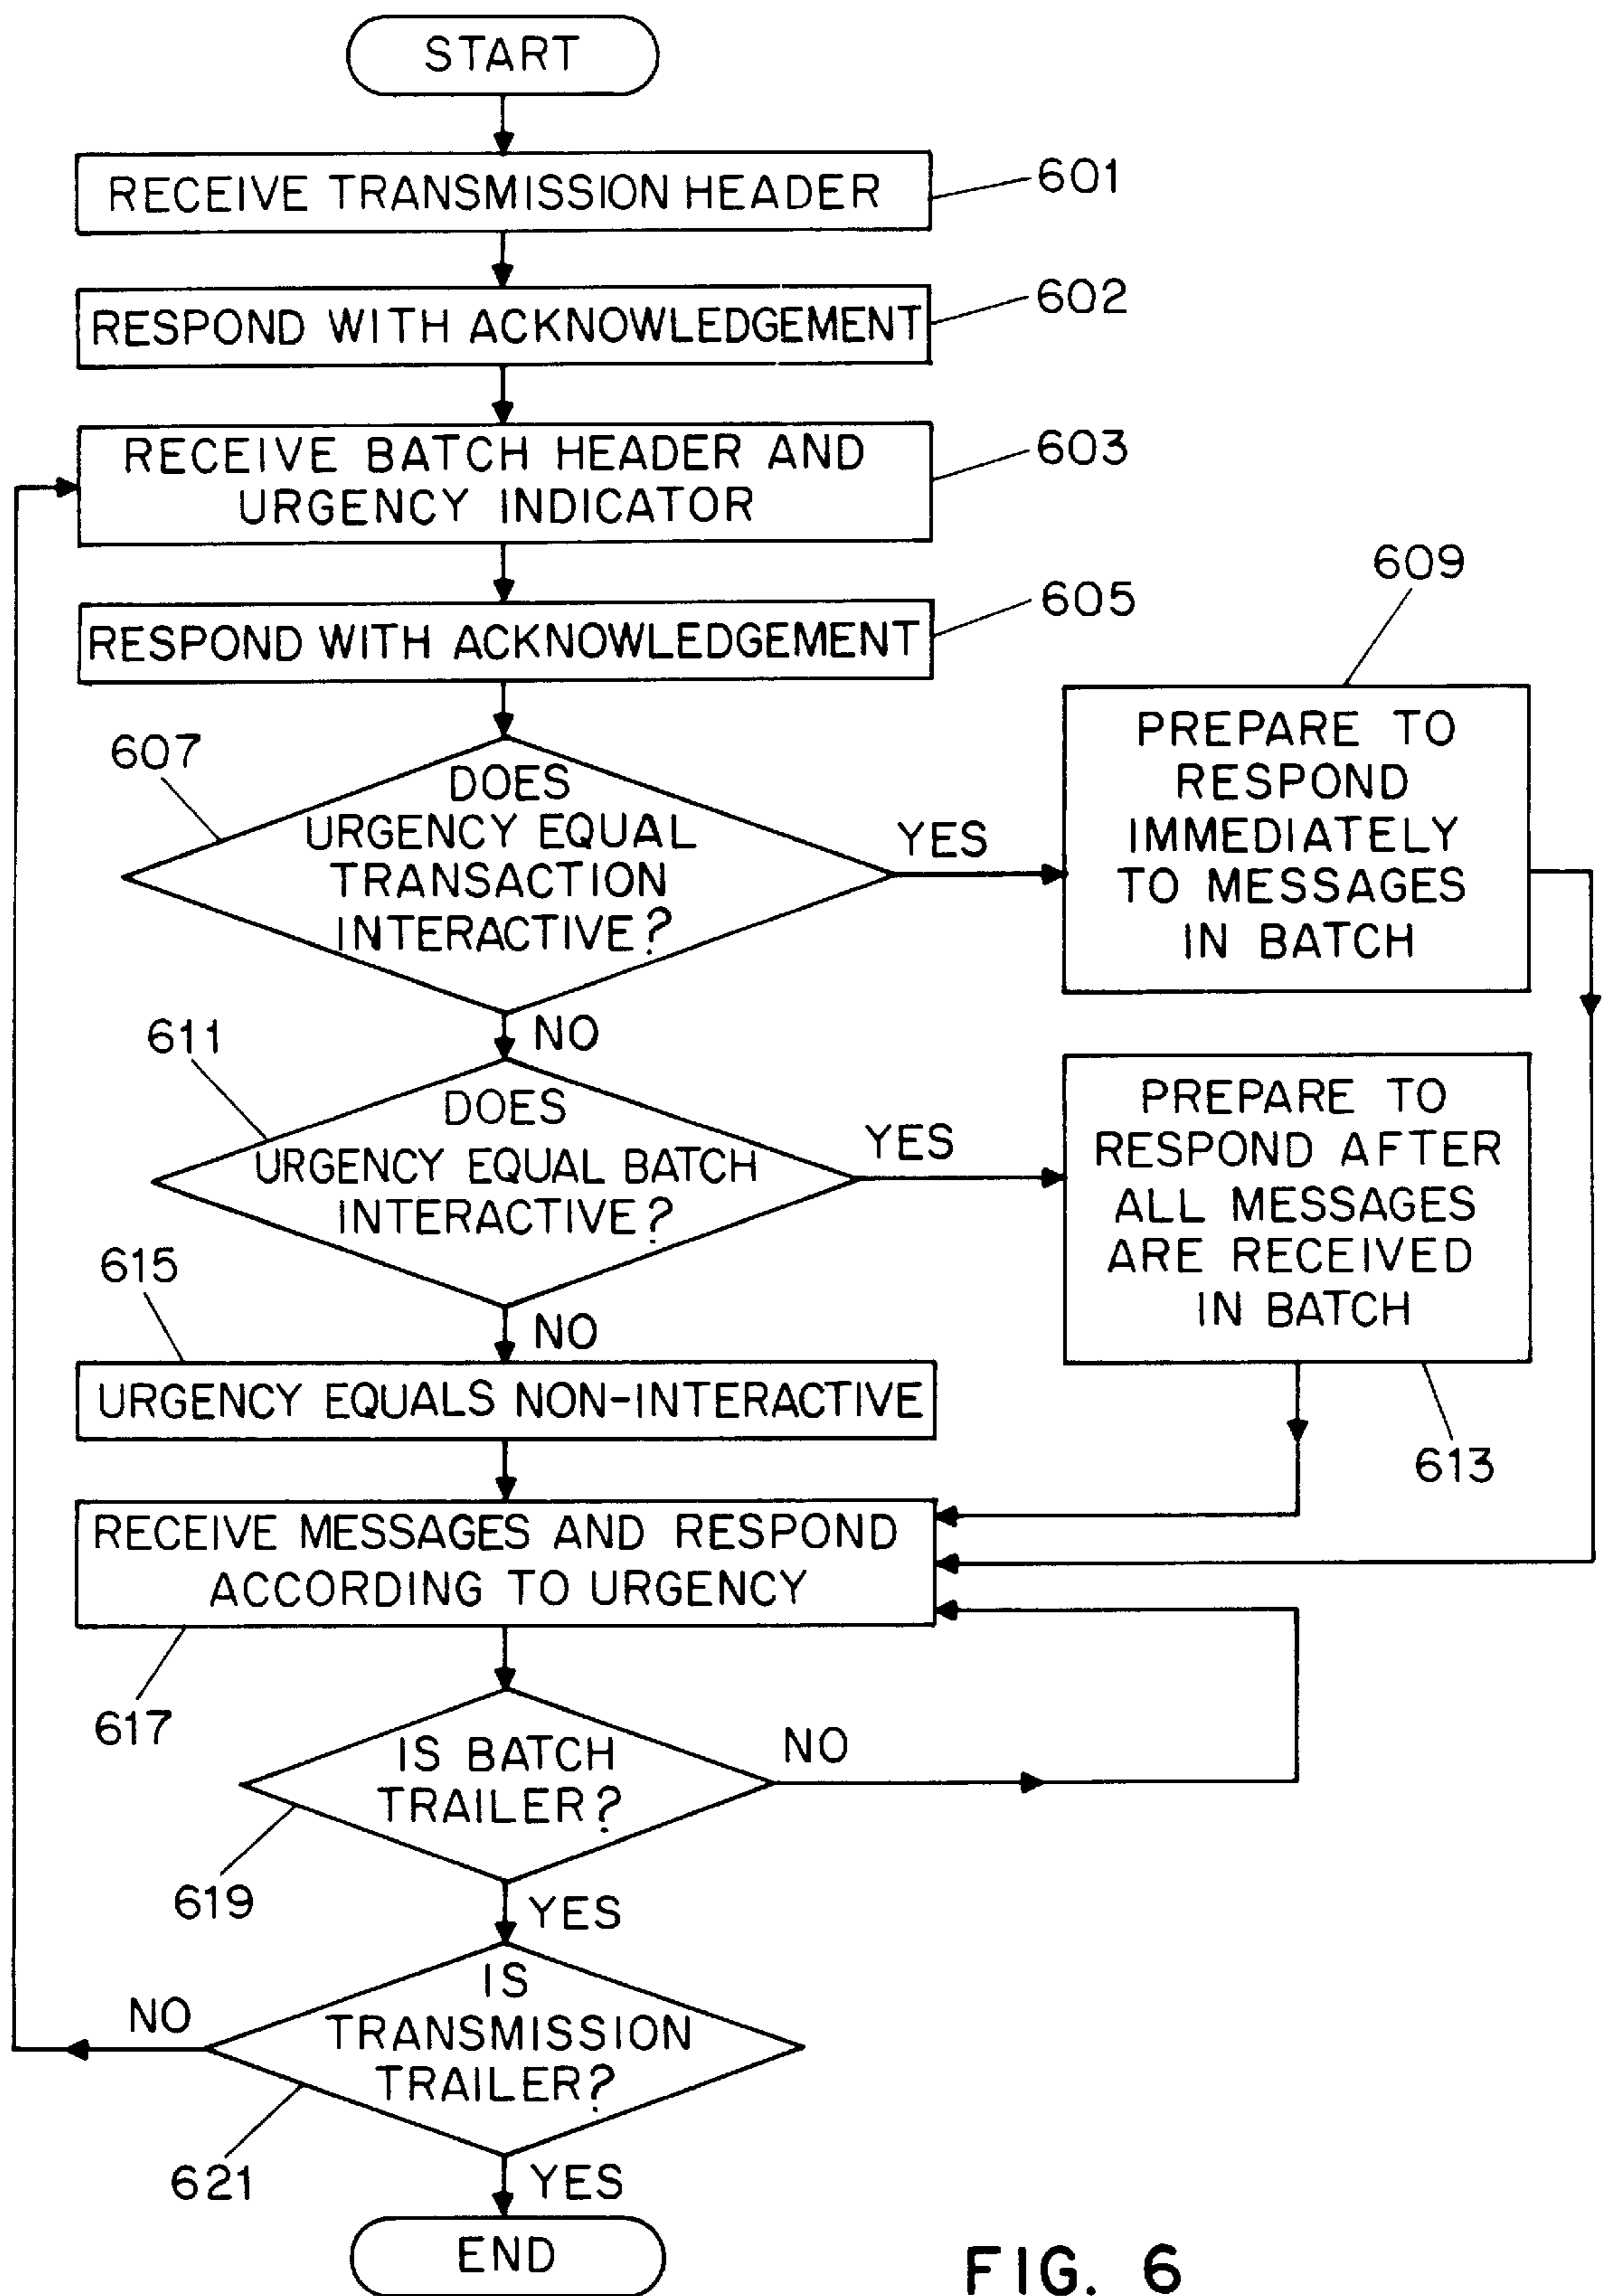 START
RECEIVE TRANSMISSION HEADER
601
RESPOND WITH ACKNOWLEDGEMENT
602
RECEIVE BATCH HEADER AND
URGENCY INDICATOR
603
RESPOND WITH ACKNOWLEDGEMENT
605
607
DOES
URGENCY EQUAL
TRANSACTION
INTERACTIVE?
YES
NO
609
PREPARE TO
RESPOND
IMMEDIATELY
TO MESSAGES
IN BATCH
611
DOES
URGENCY EQUAL BATCH
INTERACTIVE?
YES
NO
PREPARE TO
RESPOND AFTER
ALL MESSAGES
ARE RECEIVED
IN BATCH
613
615
URGENCY EQUALS NON-INTERACTIVE
RECEIVE MESSAGES AND RESPOND
ACCORDING TO URGENCY
617
IS BATCH
TRAILER?
NO
619
YES
IS
TRANSMISSION
TRAILER?
NO
621
YES
END
FIG. 6